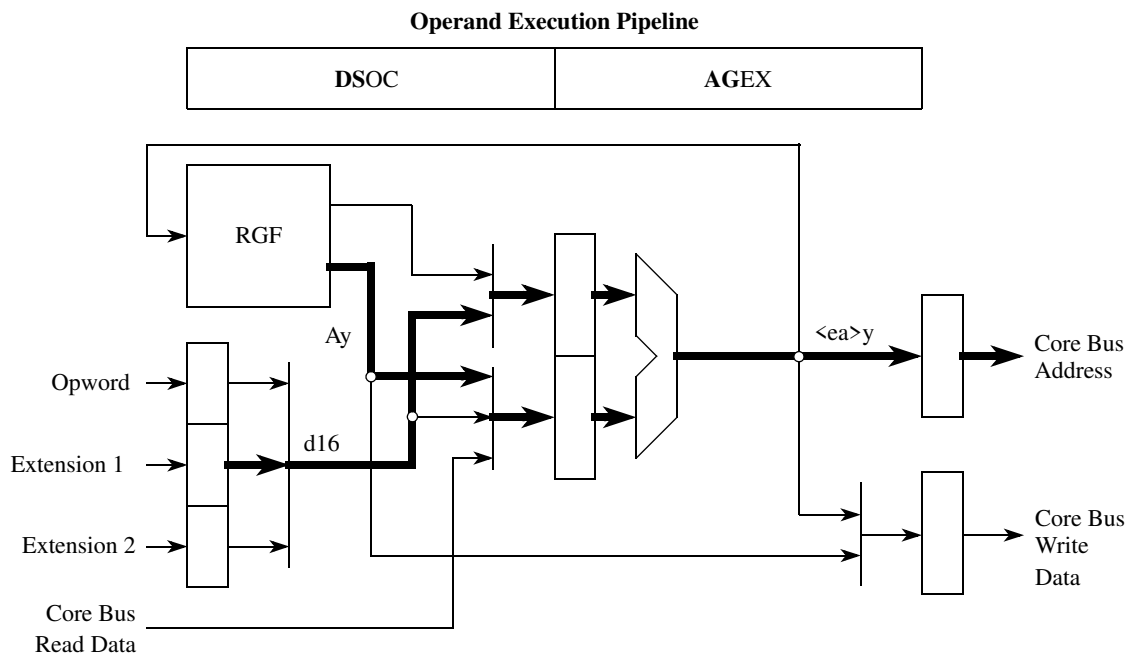 Operand Execution Pipeline
DSOC
AGEX
RGF
Ay
<ea>y
Core Bus
Address
Opword
d16
Extension 1
Extension 2
Core Bus
Write
Data
Core Bus
Read Data